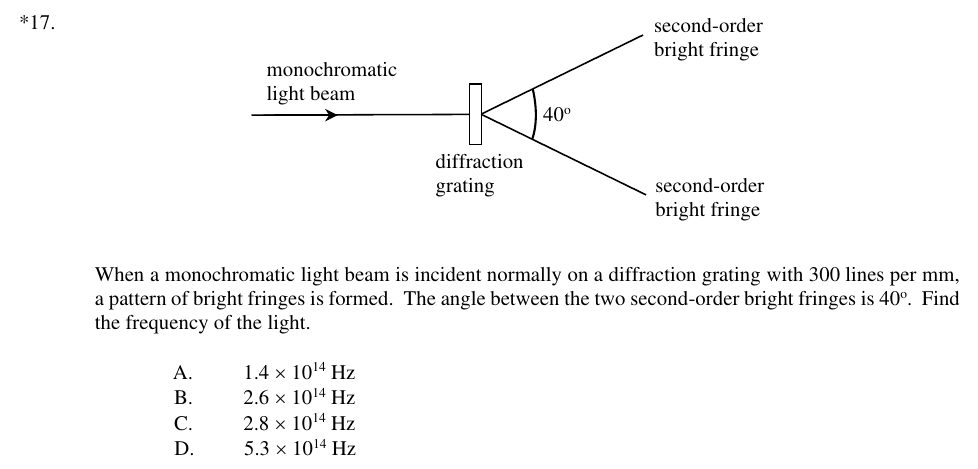 *17.
second-order
bright fringe
monochromatic
light beam
40°
diffraction
grating
second-order
bright fringe
When a monochromatic light beam is incident normally on a diffraction grating with 300 lines per mm,
a pattern of bright fringes is formed. The angle between the two second-order bright fringes is 40°. Find
the frequency of the light.
A. 1.4 × 10¹⁴ Hz
B. 2.6 × 10¹⁴ Hz
C. 2.8 × 10¹⁴ Hz
D. 5.3 × 10¹⁴ Hz